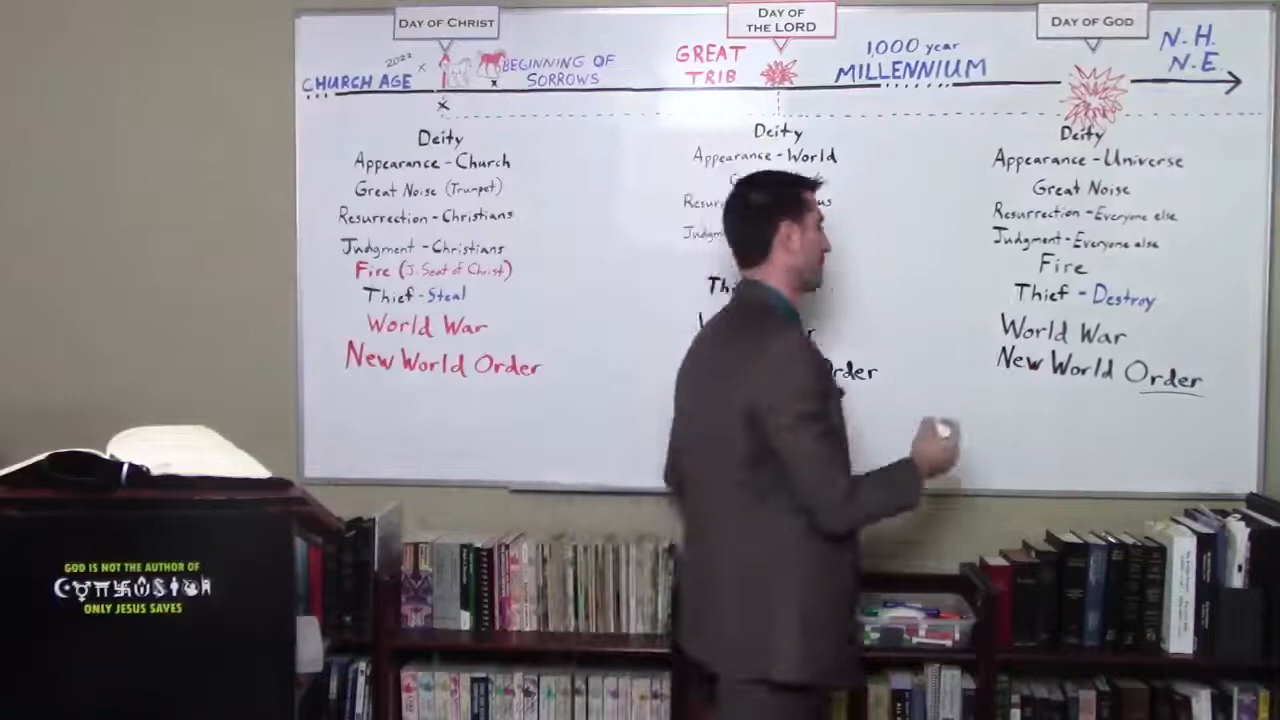 DAY OF CHRIST
DAY OF
THE LORD
DAY OF GOD
2022 x
CHURCH AGE
BEGINNING OF
SORROWS
GREAT
TRIB
1,000 year
MILLENNIUM
N.H.
N.E.
Deity
Appearance - Church
Great Noise (Trumpet)
Resurrection - Christians
Judgment - Christians
Fire (J. Seat of Christ)
Thief - Steal
World War
New World Order
Deity
Appearance - World
Order
Deity
Appearance - Universe
Great Noise
Resurrection - Everyone else
Judgment - Everyone else
Fire
Thief - Destroy
World War
New World Order
GOD IS NOT THE AUTHOR OF
ONLY JESUS SAVES